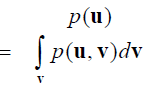 p(u)
= ∫ p(u, v)dv
v